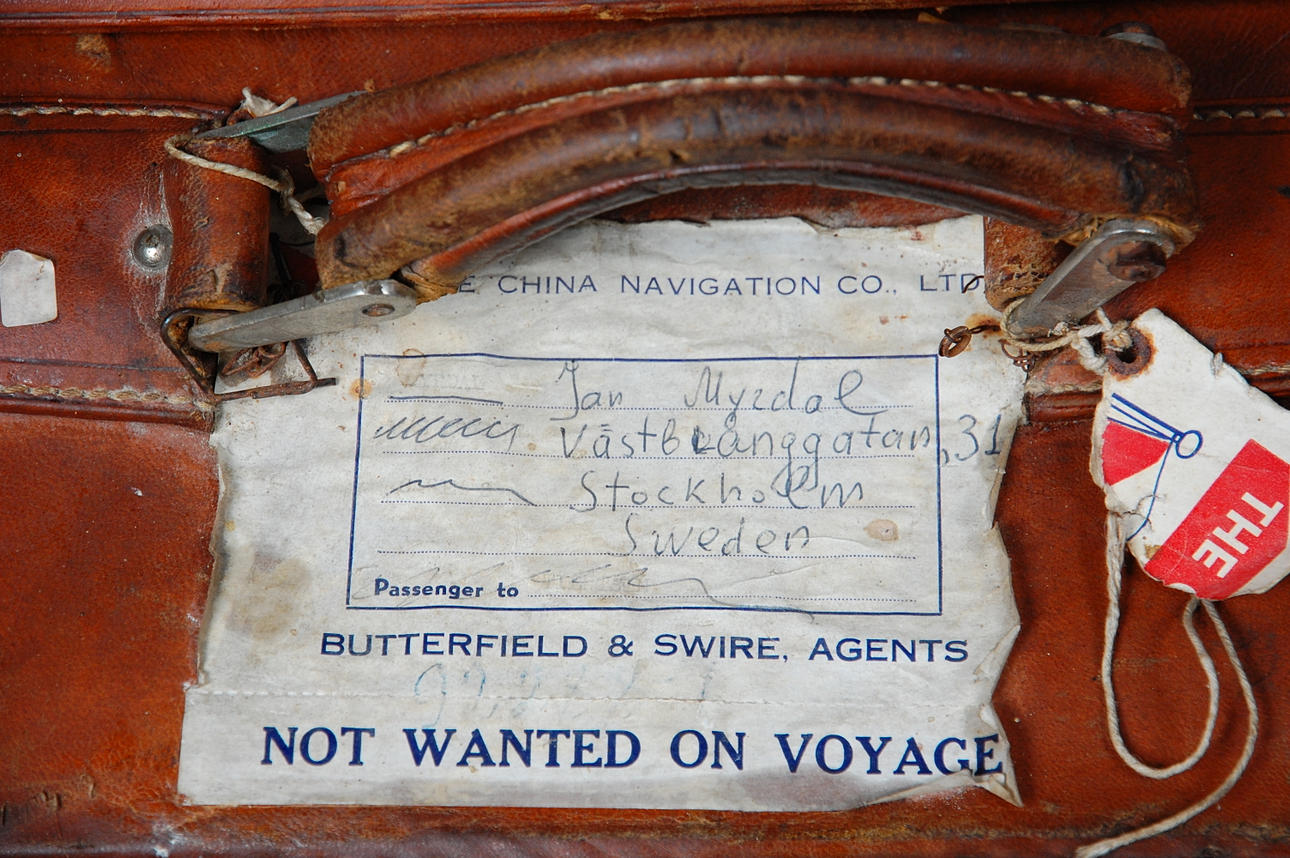 E CHINA NAVIGATION CO., LTD.
Jan Myrdal
Västerlånggatan, 31
Stockholm
Sweden
Passenger to
BUTTERFIELD & SWIRE, AGENTS
NOT WANTED ON VOYAGE
THE